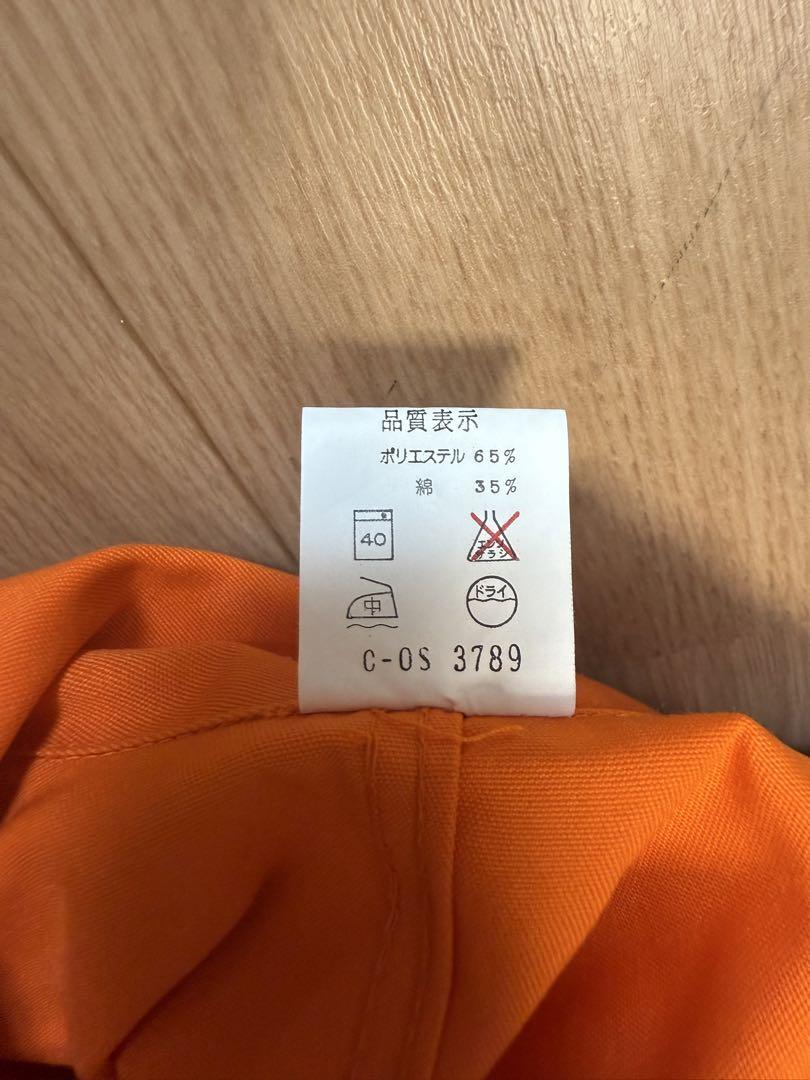 品質表示
ポリエステル 65%
綿 35%
40
エンソ
サラシ
中
ドライ
C-OS 3789